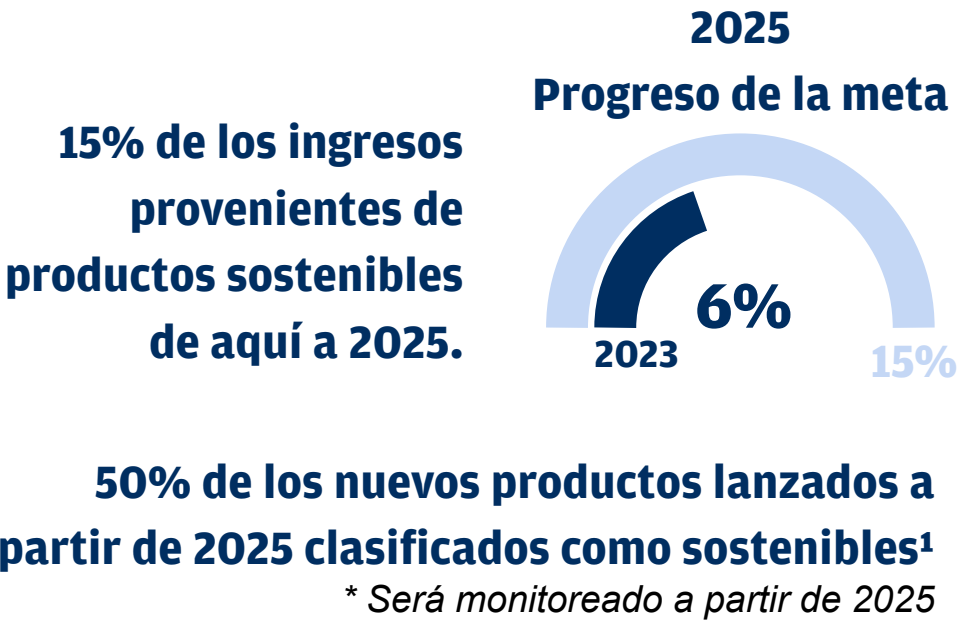 15% de los ingresos
provenientes de
productos sostenibles
de aquí a 2025.
2025
Progreso de la meta
6%
2023
15%
50% de los nuevos productos lanzados a
partir de 2025 clasificados como sostenibles¹
* Será monitoreado a partir de 2025